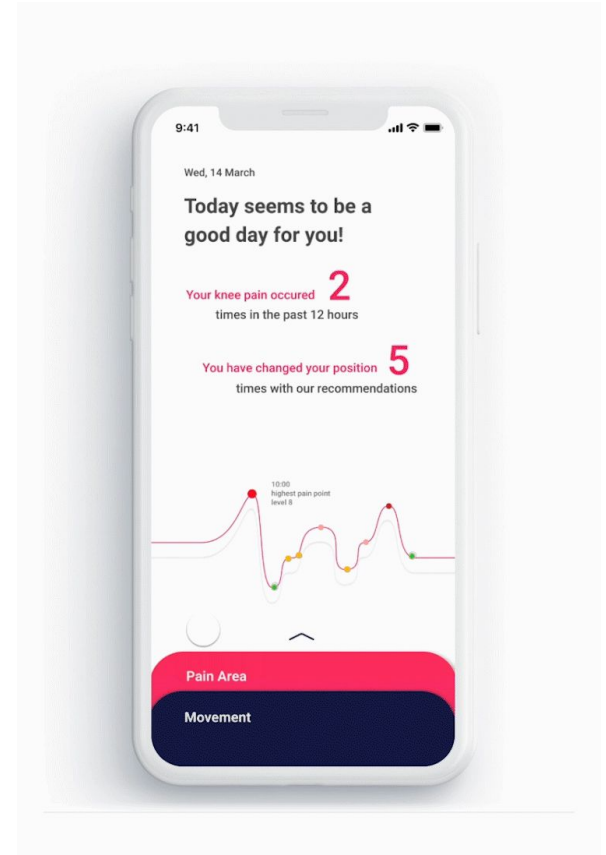 9:41
Wed, 14 March
Today seems to be a
good day for you!
Your knee pain occured 2
times in the past 12 hours
You have changed your position 5
times with our recommendations
10:00
highest pain point
level 8
Pain Area
Movement